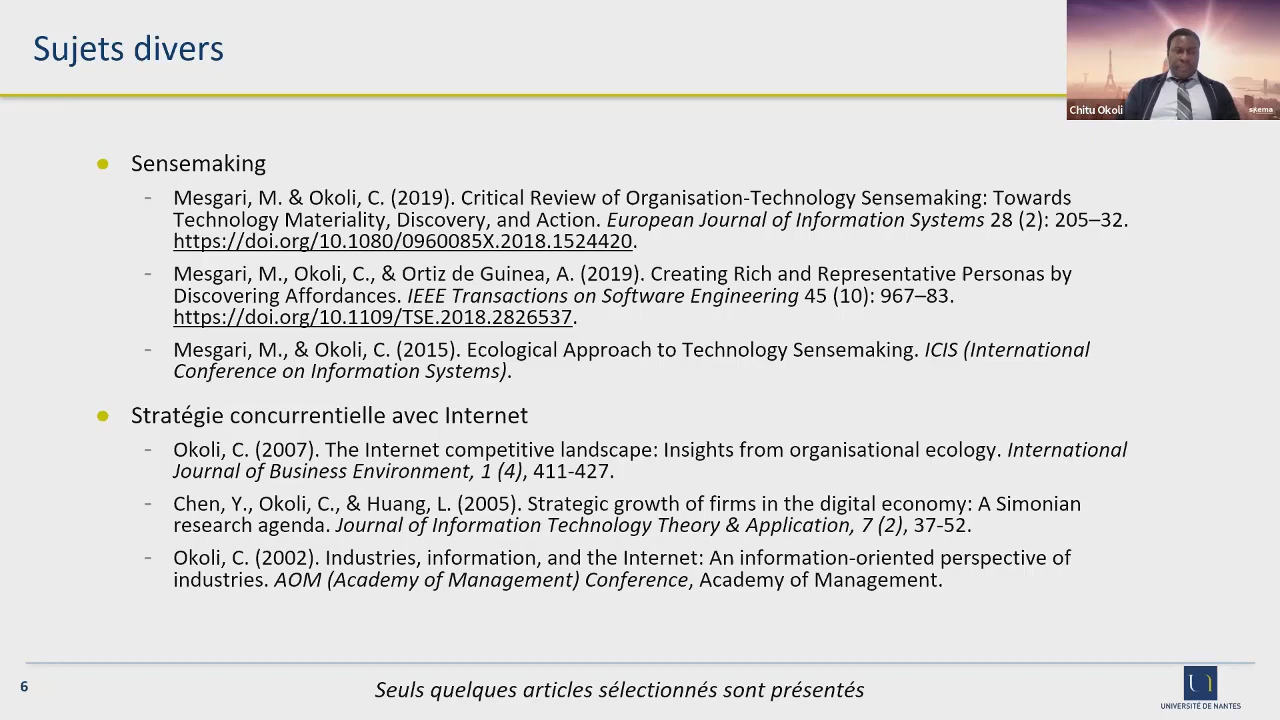 Sujets divers
Chitu Okoli
skema
Sensemaking
- Mesgari, M. & Okoli, C. (2019). Critical Review of Organisation-Technology Sensemaking: Towards
Technology Materiality, Discovery, and Action. European Journal of Information Systems 28 (2): 205–32.
https://doi.org/10.1080/0960085X.2018.1524420.
- Mesgari, M., Okoli, C., & Ortiz de Guinea, A. (2019). Creating Rich and Representative Personas by
Discovering Affordances. IEEE Transactions on Software Engineering 45 (10): 967–83.
https://doi.org/10.1109/TSE.2018.2826537.
- Mesgari, M., & Okoli, C. (2015). Ecological Approach to Technology Sensemaking. ICIS (International
Conference on Information Systems).
Stratégie concurrentielle avec Internet
- Okoli, C. (2007). The Internet competitive landscape: Insights from organisational ecology. International
Journal of Business Environment, 1 (4), 411-427.
- Chen, Y., Okoli, C., & Huang, L. (2005). Strategic growth of firms in the digital economy: A Simonian
research agenda. Journal of Information Technology Theory & Application, 7 (2), 37-52.
- Okoli, C. (2002). Industries, information, and the Internet: An information-oriented perspective of
industries. AOM (Academy of Management) Conference, Academy of Management.
6
Seuls quelques articles sélectionnés sont présentés
UNIVERSITÉ DE NANTES